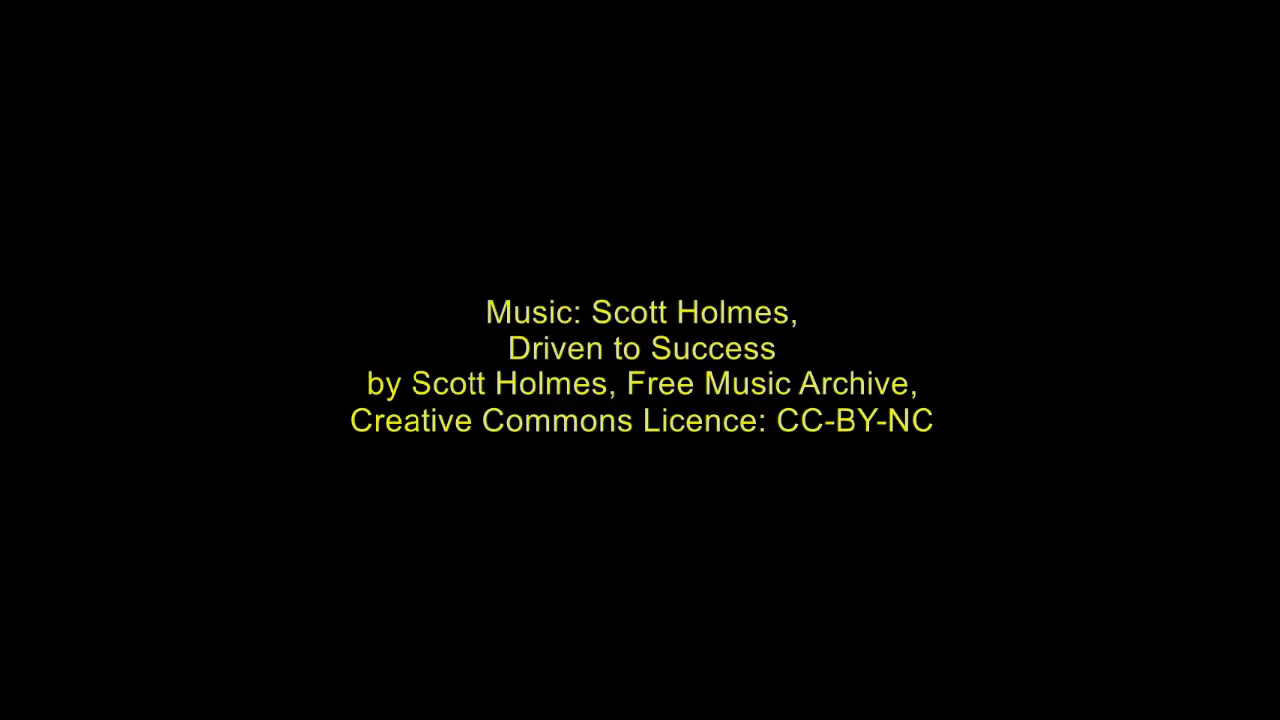 Music: Scott Holmes,
Driven to Success
by Scott Holmes, Free Music Archive,
Creative Commons Licence: CC-BY-NC